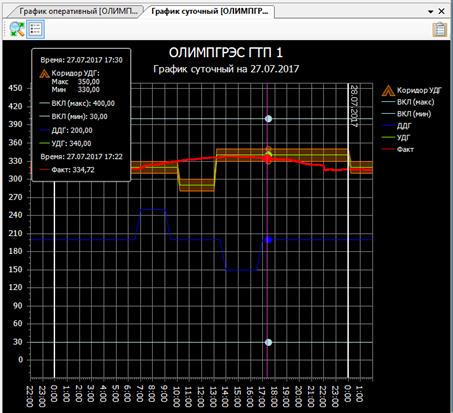 График оперативный [ОЛИМП...
График суточный [ОЛИМПГР...
ОЛИМПГРЭС ГТП 1
График суточный на 27.07.2017
Время: 27.07.2017 17:30
Коридор УДГ:
Макс 350,00
Мин 330,00
ВКЛ (макс): 400,00
ВКЛ (мин): 30,00
ДДГ: 200,00
УДГ: 340,00
Время: 27.07.2017 17:22
Факт: 334,72
28.07.2017
Коридор УДГ
ВКЛ (макс)
ВКЛ (мин)
ДДГ
УДГ
Факт
450
420
390
360
330
300
270
240
210
180
150
120
90
60
30
0
22:00
23:00
0:00
1:00
2:00
3:00
4:00
5:00
6:00
7:00
8:00
9:00
10:00
11:00
12:00
13:00
14:00
15:00
16:00
17:00
18:00
19:00
20:00
21:00
22:00
23:00
0:00
1:00